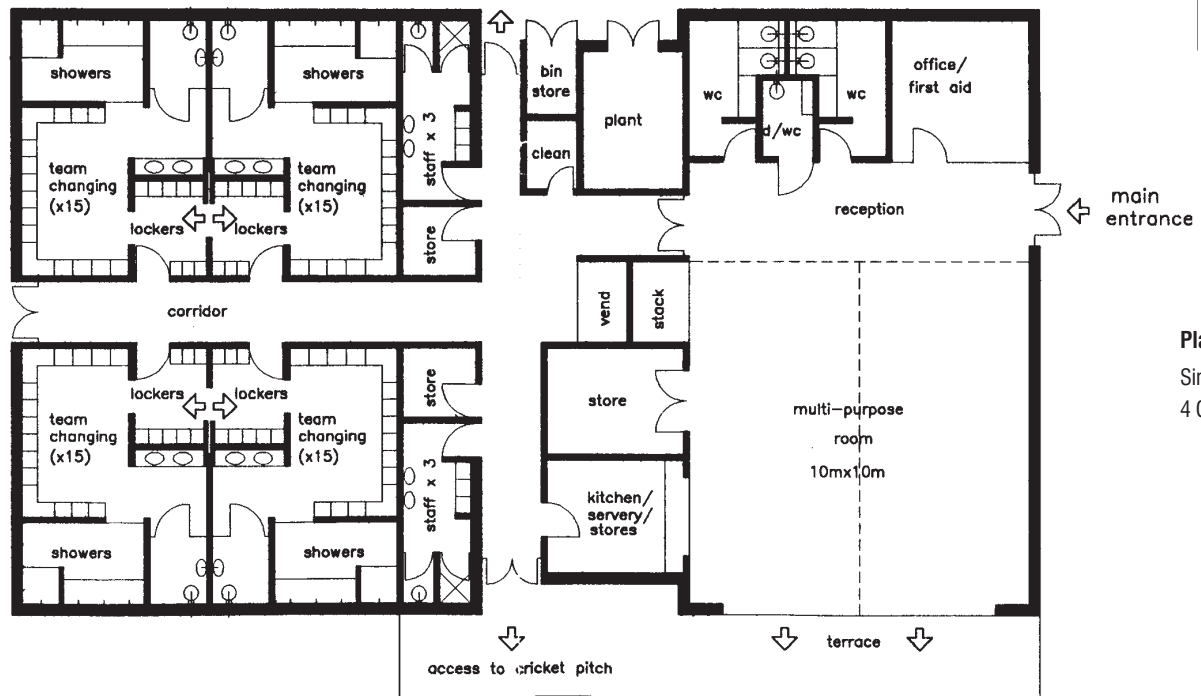 showers
showers
bin
store
plant
wc
d/wc
wc
office/
first aid
team
changing
(x15)
team
changing
(x15)
staff x 3
clean
lockers
lockers
store
reception
main
entrance
corridor
vend
stack
lockers
lockers
store
store
team
changing
(x15)
team
changing
(x15)
multi-purpose
room
10mx10m
staff x 3
kitchen/
servery/
stores
showers
showers
terrace
access to cricket pitch